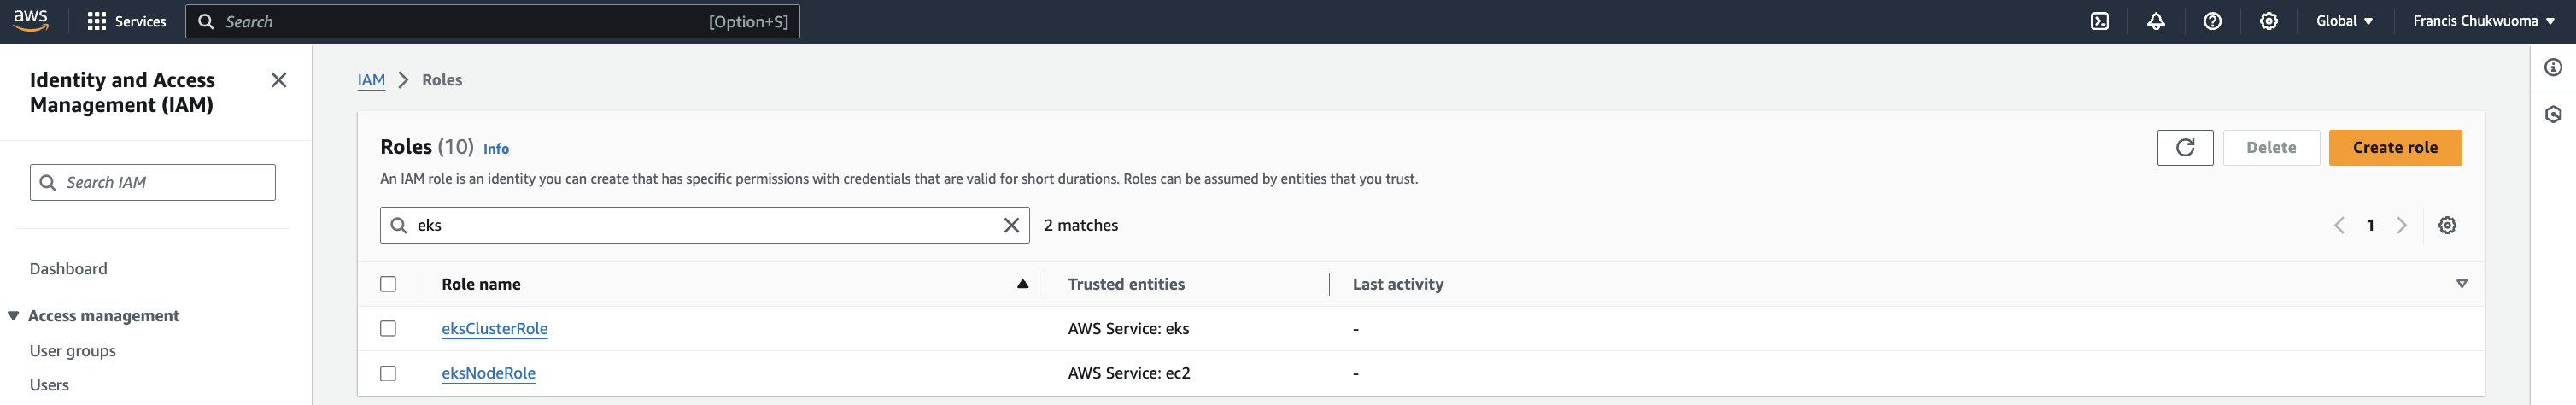 aws
Services
Search
[Option+S]
Global
Francis Chukwuoma
Identity and Access
Management (IAM)
Search IAM
Dashboard
Access management
User groups
Users
IAM > Roles
Roles (10) Info
Delete
Create role
An IAM role is an identity you can create that has specific permissions with credentials that are valid for short durations. Roles can be assumed by entities that you trust.
eks
2 matches
1
Role name Trusted entities Last activity
eksClusterRole AWS Service: eks -
eksNodeRole AWS Service: ec2 -